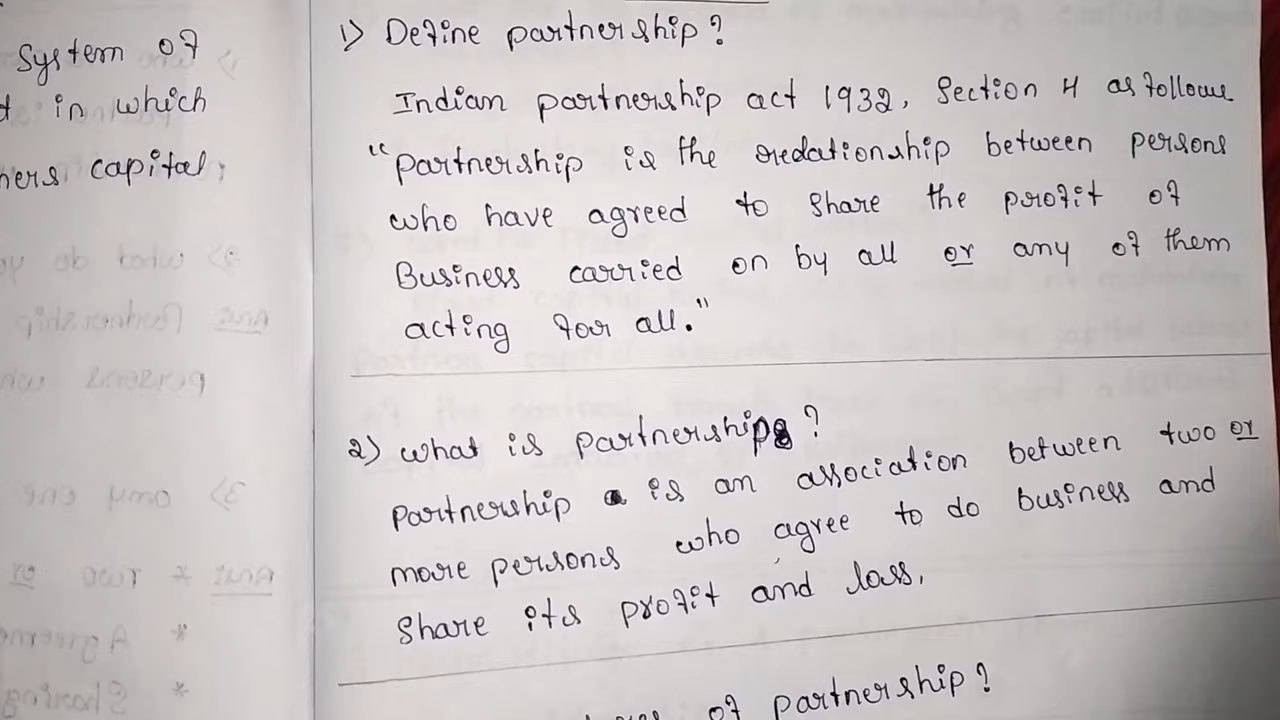 System of
in which
capital,
1) Define partnership?
Indian partnership act 1932, Section 4 as follows
"partnership is the relationship between persons
who have agreed to share the profit of
Business carried on by all or any of them
acting for all."
2) what is partnership?
partnership is an association between two or
more persons who agree to do business and
share its profit and loss.
of partnership?